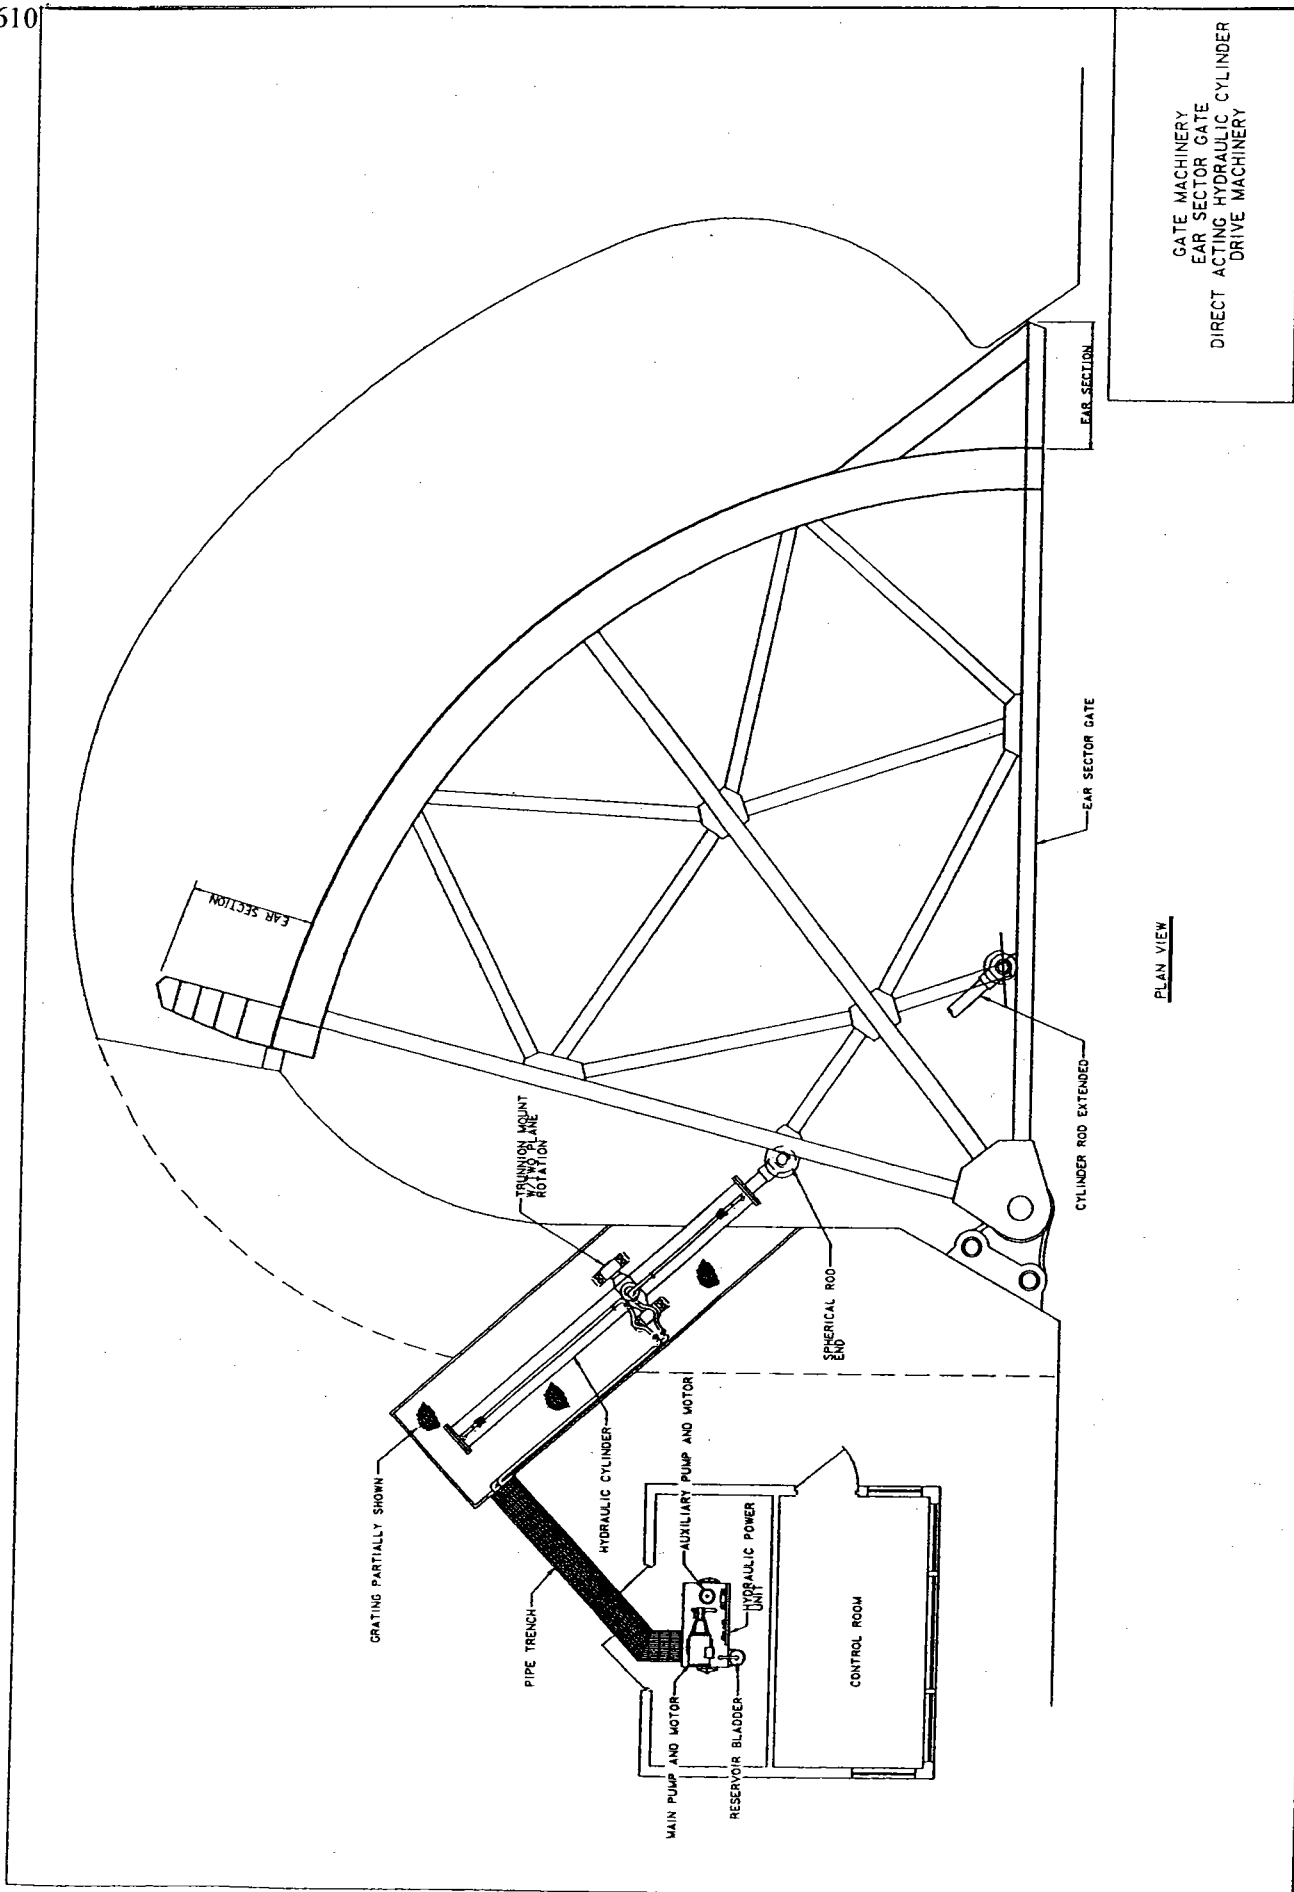 610
GATE MACHINERY
EAR SECTOR GATE
DIRECT ACTING HYDRAULIC CYLINDER
DRIVE MACHINERY
EAR SECTION
EAR SECTION
EAR SECTOR GATE
PLAN VIEW
TRUNNION MOUNT
W/TWO PLANE
ROTATION
CYLINDER ROD EXTENDED
SPHERICAL ROD
END
GRATING PARTIALLY SHOWN
HYDRAULIC CYLINDER
AUXILIARY PUMP AND MOTOR
PIPE TRENCH
HYDRAULIC POWER
UNIT
MAIN PUMP AND MOTOR
RESERVOIR BLADDER
CONTROL ROOM